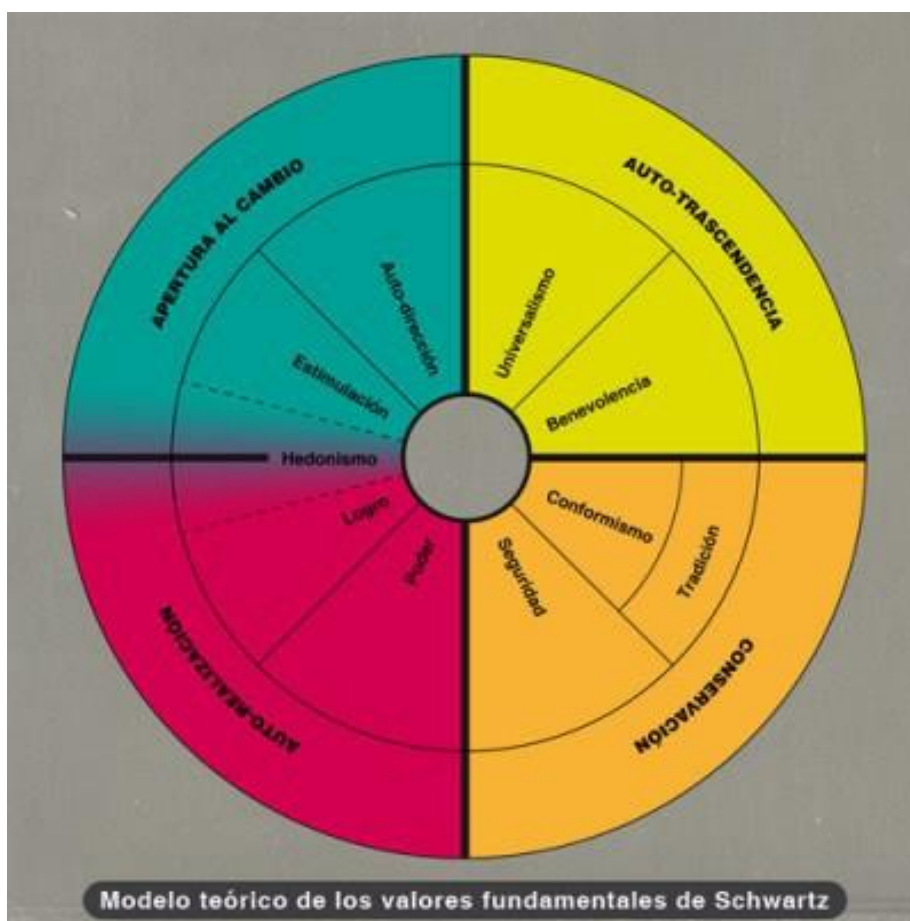 APERTURA AL CAMBIO
AUTO-TRASCENDENCIA
Auto-dirección
Universalismo
Estimulación
Benevolencia
Hedonismo
Logro
Conformismo
Poder
Seguridad
Tradición
AUTO-REALIZACIÓN
CONSERVACIÓN
Modelo teórico de los valores fundamentales de Schwartz